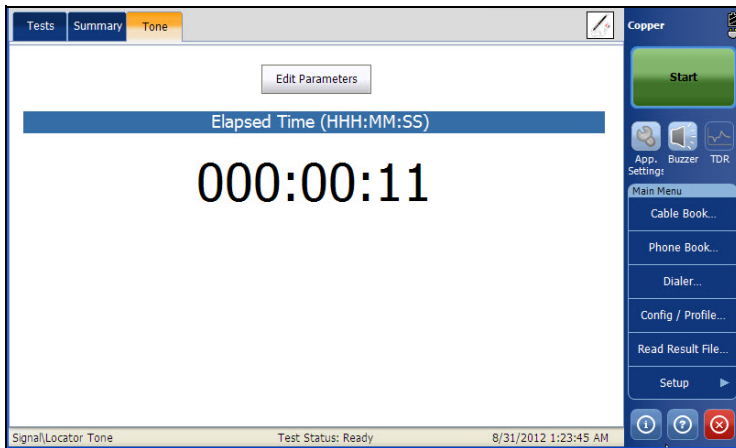 Tests Summary Tone
Edit Parameters
Elapsed Time (HHH:MM:SS)
000:00:11
Signal\Locator Tone Test Status: Ready 8/31/2012 1:23:45 AM
Copper
Start
App. Settings Buzzer TDR
Main Menu
Cable Book...
Phone Book...
Dialer...
Config / Profile...
Read Result File...
Setup